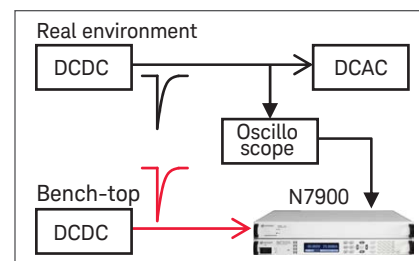 Real environment
DCDC
DCAC
Oscillo
scope
Bench-top
N7900
DCDC